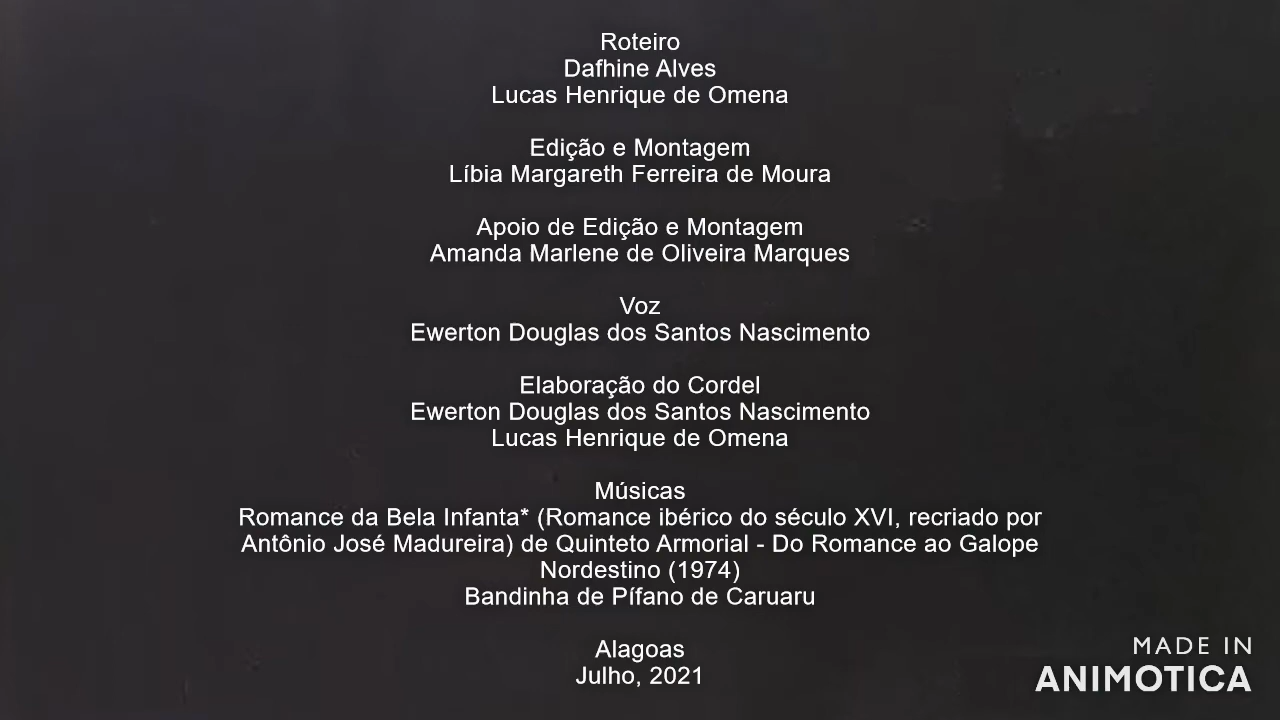 Roteiro
Dafhine Alves
Lucas Henrique de Omena
Edição e Montagem
Líbia Margareth Ferreira de Moura
Apoio de Edição e Montagem
Amanda Marlene de Oliveira Marques
Voz
Ewerton Douglas dos Santos Nascimento
Elaboração do Cordel
Ewerton Douglas dos Santos Nascimento
Lucas Henrique de Omena
Músicas
Romance da Bela Infanta* (Romance ibérico do século XVI, recriado por
Antônio José Madureira) de Quinteto Armorial - Do Romance ao Galope
Nordestino (1974)
Bandinha de Pífano de Caruaru
Alagoas
Julho, 2021
MADE IN
ANIMOTICA